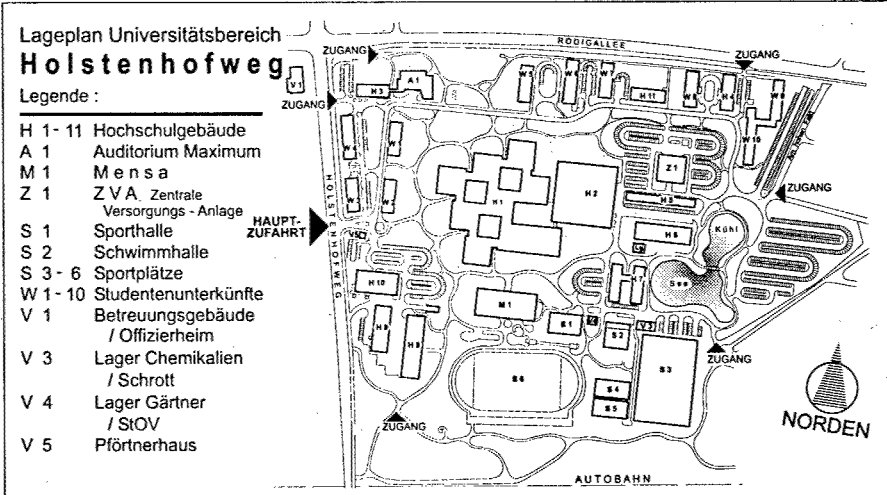 Lageplan Universitätsbereich
Holstenhofweg
Legende :
H 1 - 11 Hochschulgebäude
A 1 Auditorium Maximum
M 1 Mensa
Z 1 ZVA. Zentrale
Versorgungs - Anlage
S 1 Sporthalle
S 2 Schwimmhalle
S 3 - 6 Sportplätze
W 1 - 10 Studentenunterkünfte
V 1 Betreuungsgebäude
/ Offizierheim
V 3 Lager Chemikalien
/ Schrott
V 4 Lager Gärtner
/ StOV
V 5 Pförtnerhaus
ZUGANG
RODIGALLEE
ZUGANG
V 1
H 3
A 1
W 5
W 7
H 11
W 8
ZUGANG
W 10
HOLSTENHOFWEG
H 1
H 2
Z 1
ZUGANG
HAUPT-
ZUFAHRT
V5
H 6
Kühl
See
H 7
H 10
M 1
S 1
S 2
V 3
S 3
H 9
S 6
S 4
S 5
ZUGANG
ZUGANG
NORDEN
AUTOBAHN